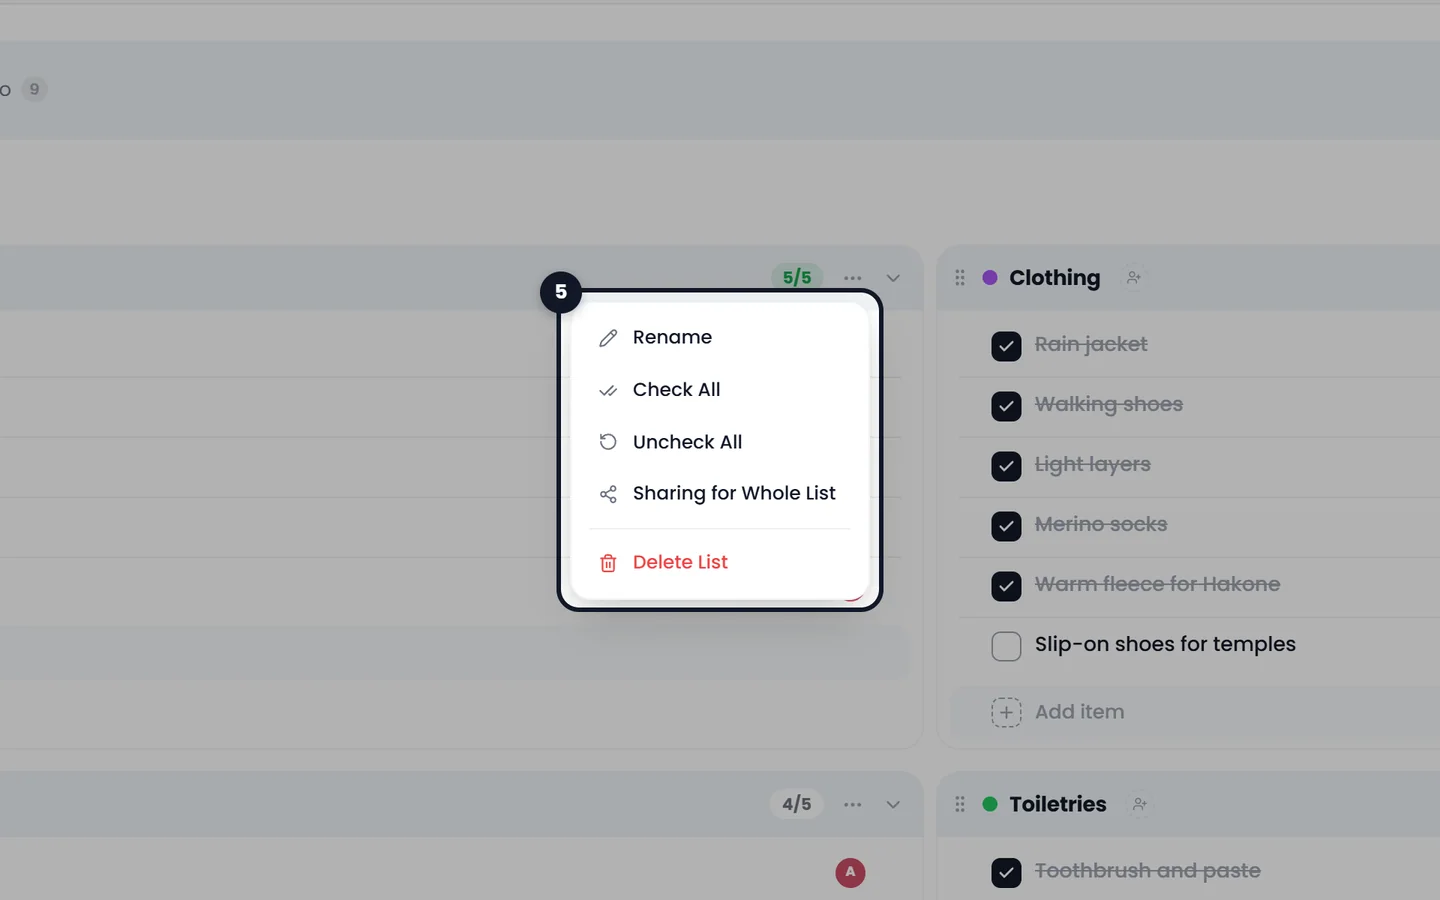 o 9
5/5
5
Rename
Check All
Uncheck All
Sharing for Whole List
Delete List
Clothing
Rain jacket
Walking shoes
Light layers
Merino socks
Warm fleece for Hakone
Slip-on shoes for temples
Add item
4/5
A
Toiletries
Toothbrush and paste